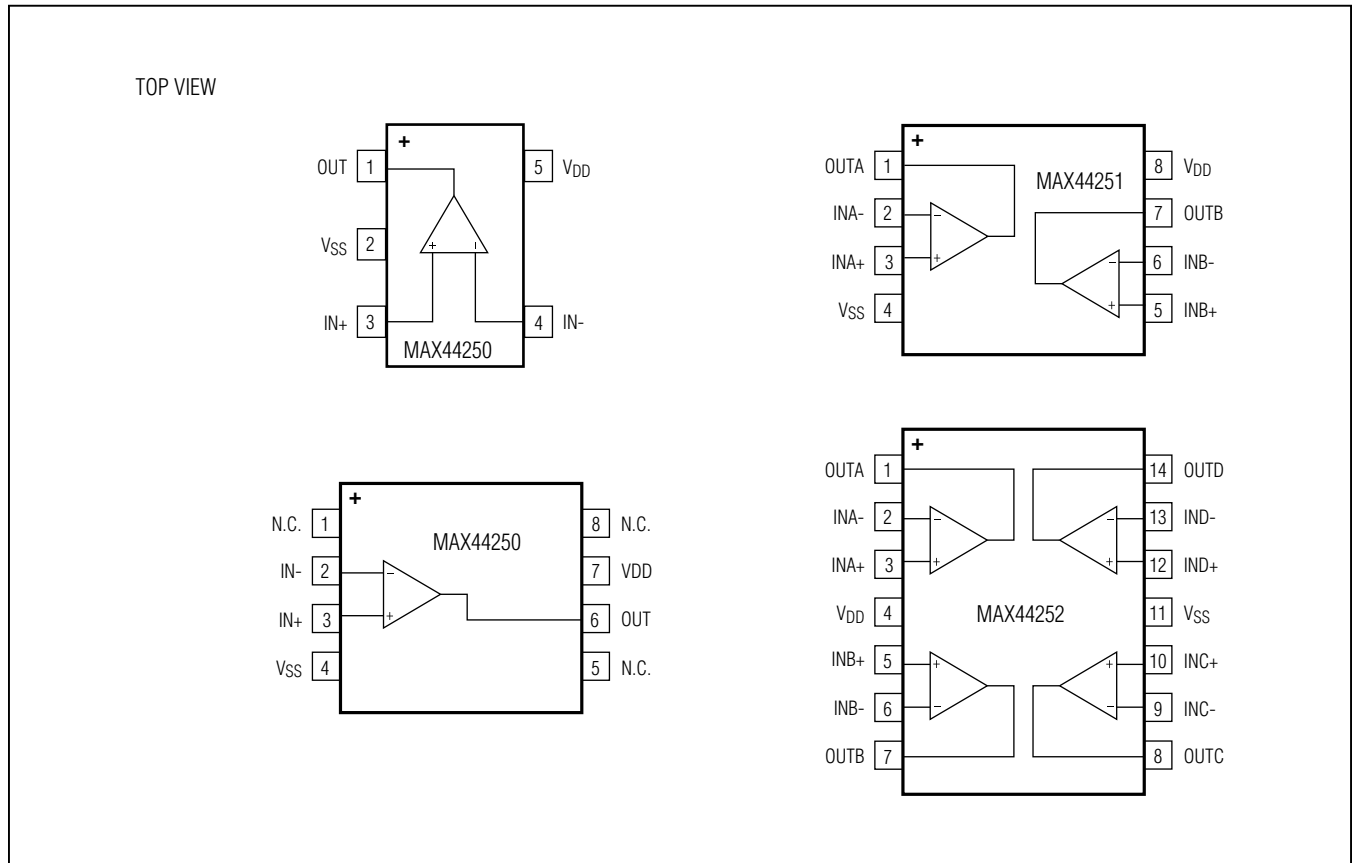 TOP VIEW
+
OUT 1
5 VDD
VSS 2
+ −
IN+ 3
4 IN-
MAX44250
+
OUTA 1
8 VDD
MAX44251
INA- 2 −
7 OUTB
INA+ 3 +
− 6 INB-
VSS 4
+ 5 INB+
+
N.C. 1
8 N.C.
MAX44250
IN- 2 −
7 VDD
IN+ 3 +
6 OUT
VSS 4
5 N.C.
+
OUTA 1
14 OUTD
INA- 2 −
− 13 IND-
INA+ 3 +
+ 12 IND+
VDD 4
MAX44252
11 VSS
INB+ 5 +
+ 10 INC+
INB- 6 −
− 9 INC-
OUTB 7
8 OUTC